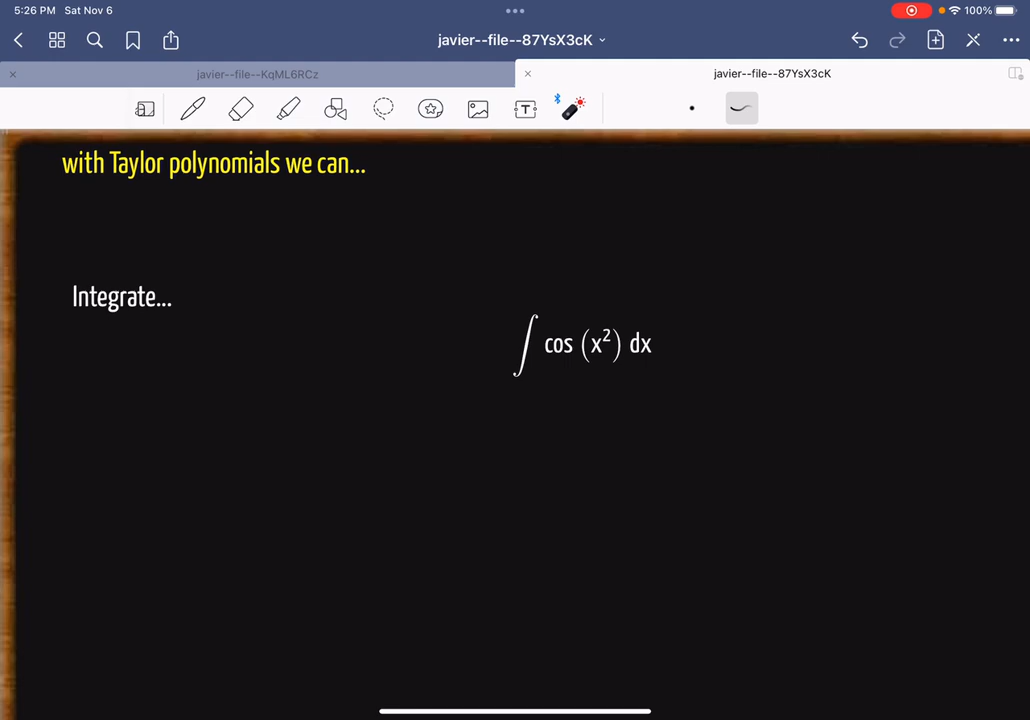 5:26 PM Sat Nov 6 100%
javier--file--87YsX3cK
javier--file--KqML6RCz javier--file--87YsX3cK
T
with Taylor polynomials we can...
Integrate...
∫ cos (x²) dx